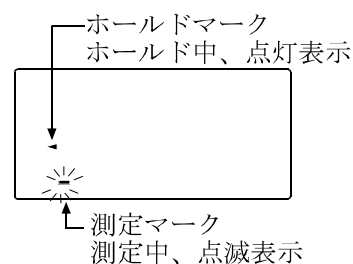 ホールドマーク
ホールド中、点灯表示
測定マーク
測定中、点滅表示